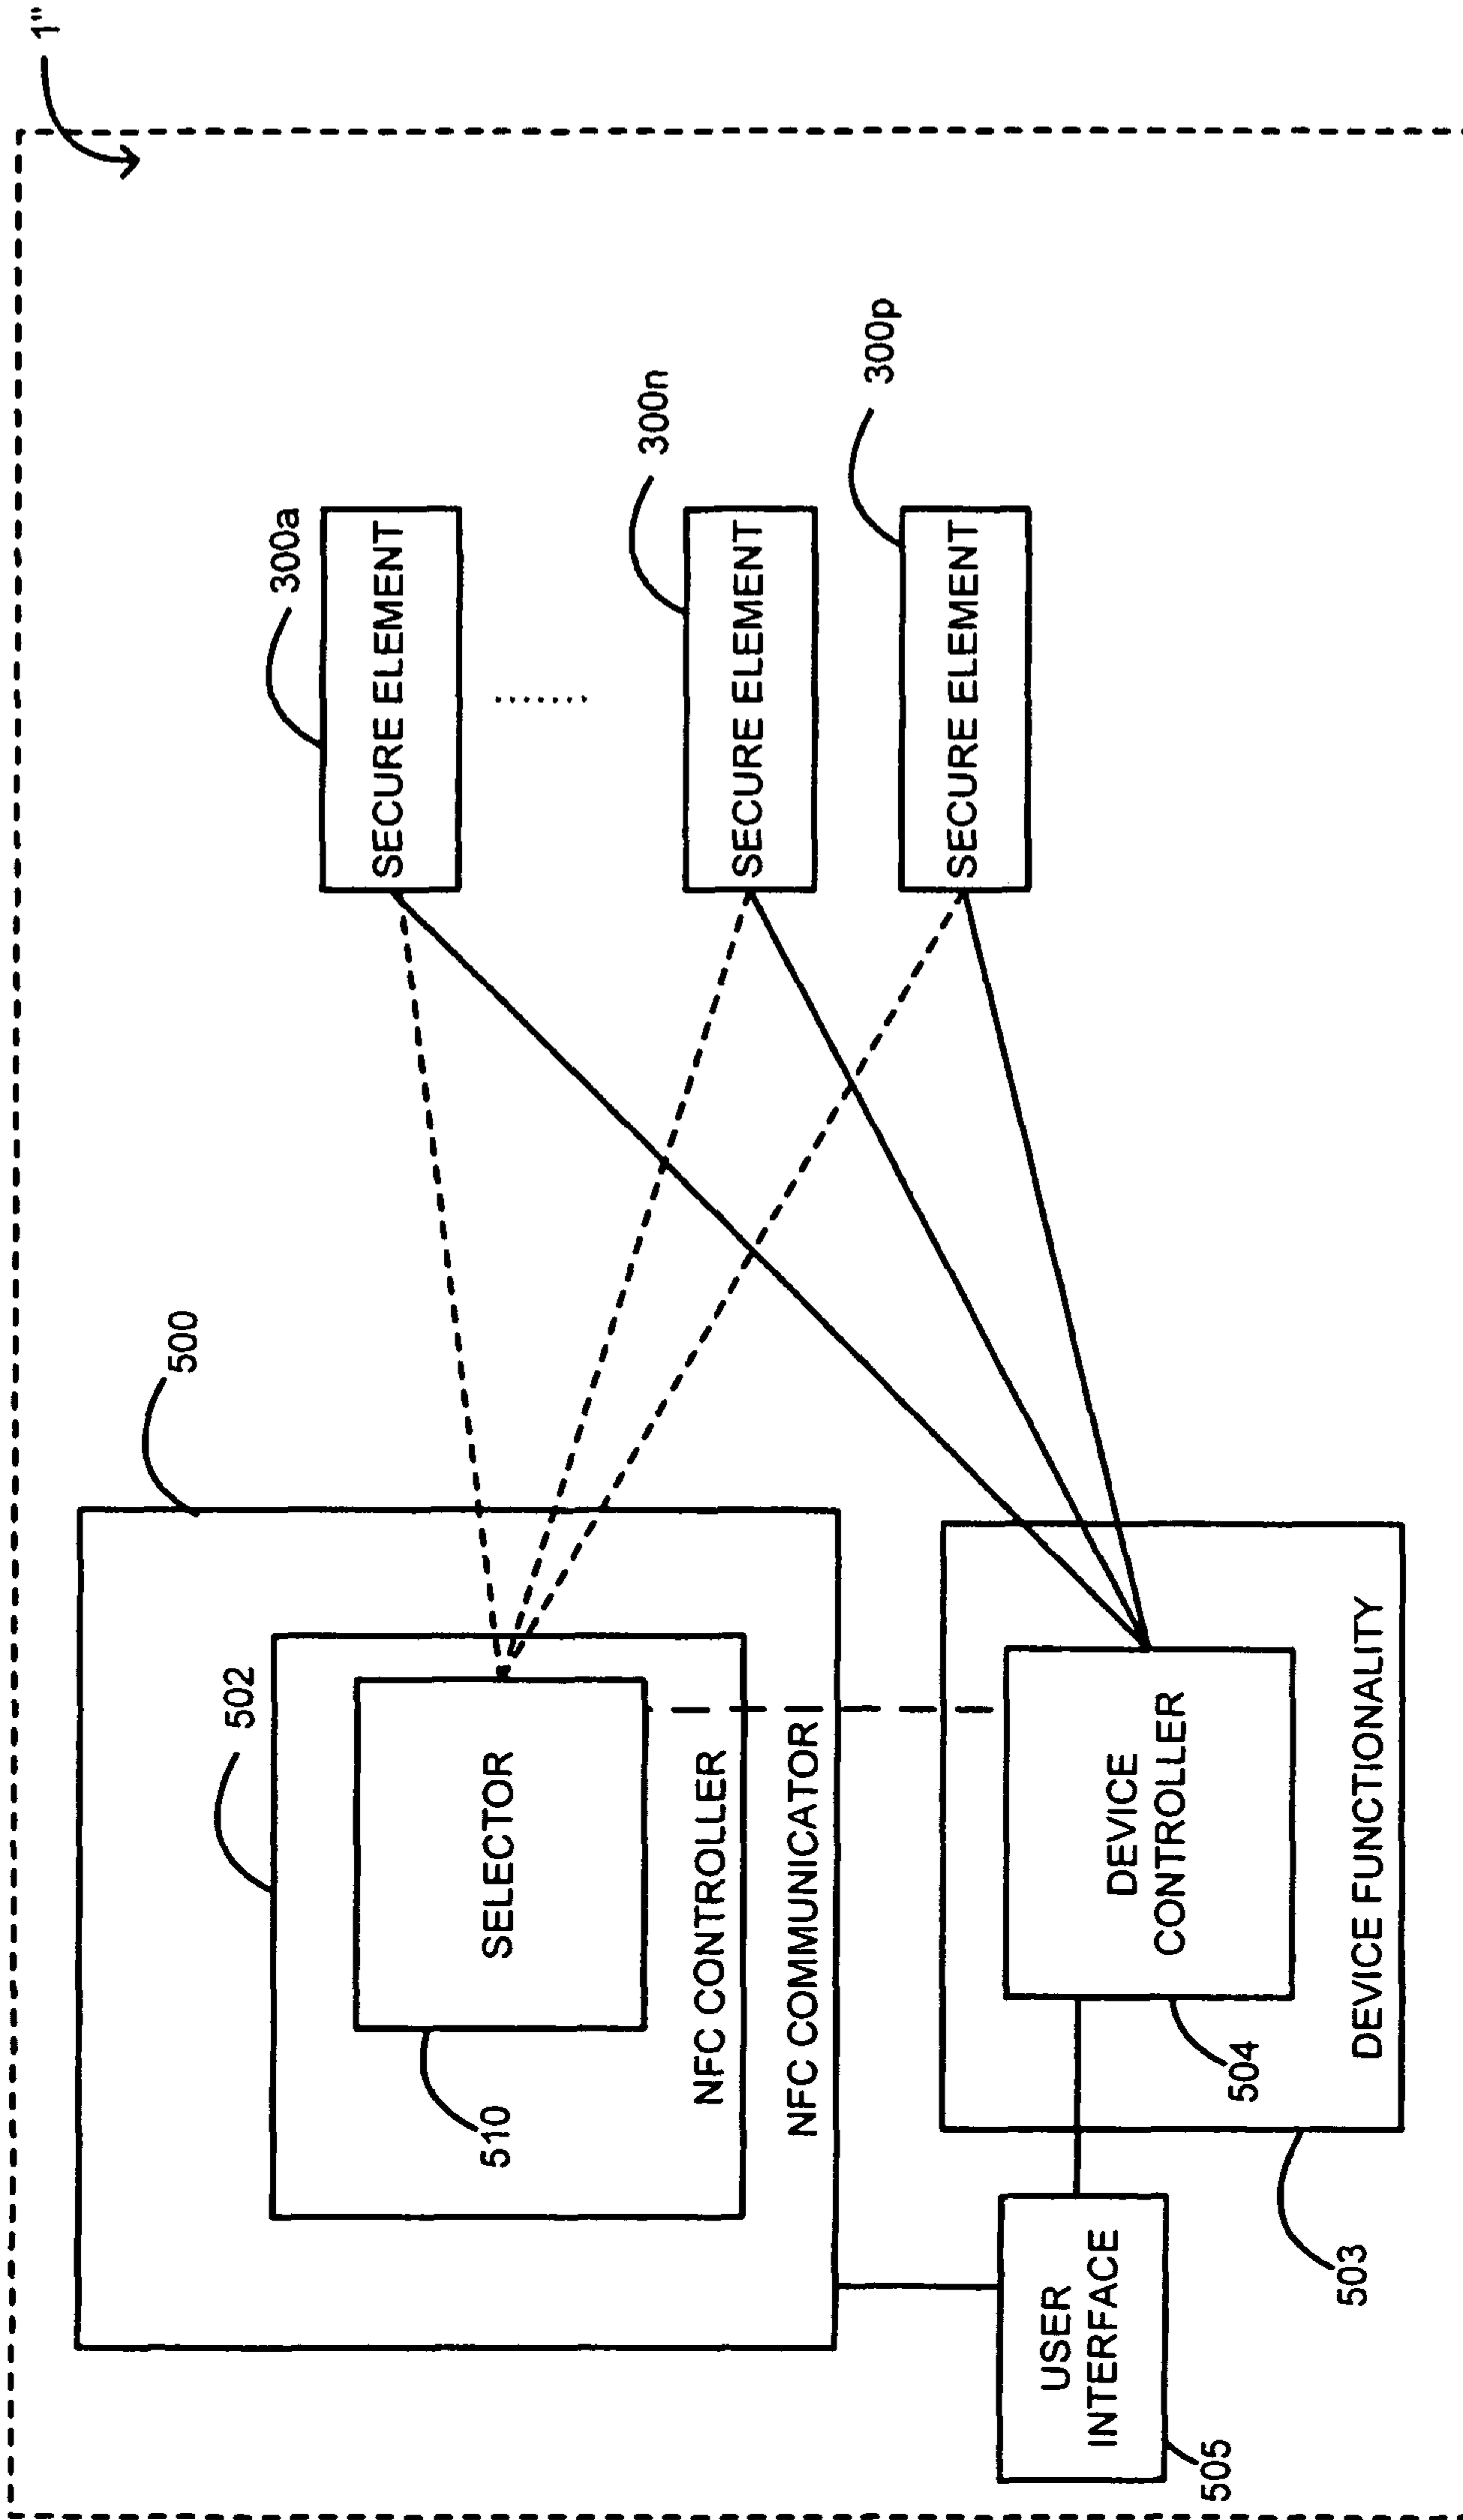 1"
500
502
SELECTOR
510
NFC CONTROLLER
NFC COMMUNICATOR
300a
SECURE ELEMENT
.......
300n
SECURE ELEMENT
300p
SECURE ELEMENT
DEVICE
CONTROLLER
504
DEVICE FUNCTIONALITY
503
USER
INTERFACE
505